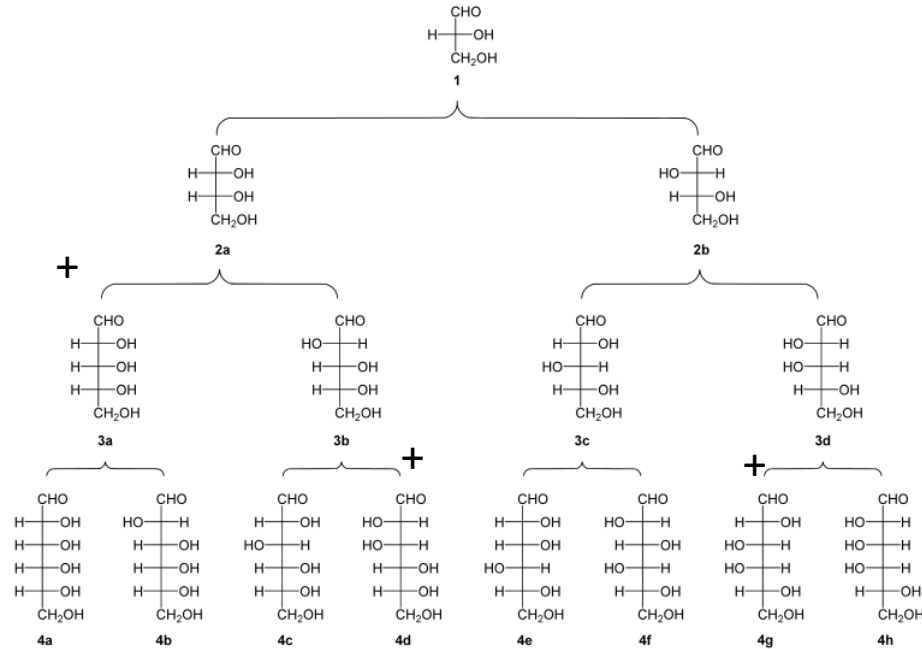 CHO
H OH
CH₂OH
1
CHO CHO
H OH HO H
H OH H OH
CH₂OH CH₂OH
2a 2b
+
CHO CHO CHO CHO
H OH HO H H OH HO H
H OH H OH HO H HO H
H OH H OH H OH H OH
CH₂OH CH₂OH CH₂OH CH₂OH
3a 3b 3c 3d
+ +
CHO CHO CHO CHO CHO CHO CHO CHO
H OH HO H H OH HO H H OH HO H H OH HO H
H OH H OH HO H HO H H OH H OH HO H HO H
H OH H OH H OH H OH HO H HO H HO H HO H
H OH H OH H OH H OH H OH H OH H OH H OH
CH₂OH CH₂OH CH₂OH CH₂OH CH₂OH CH₂OH CH₂OH CH₂OH
4a 4b 4c 4d 4e 4f 4g 4h